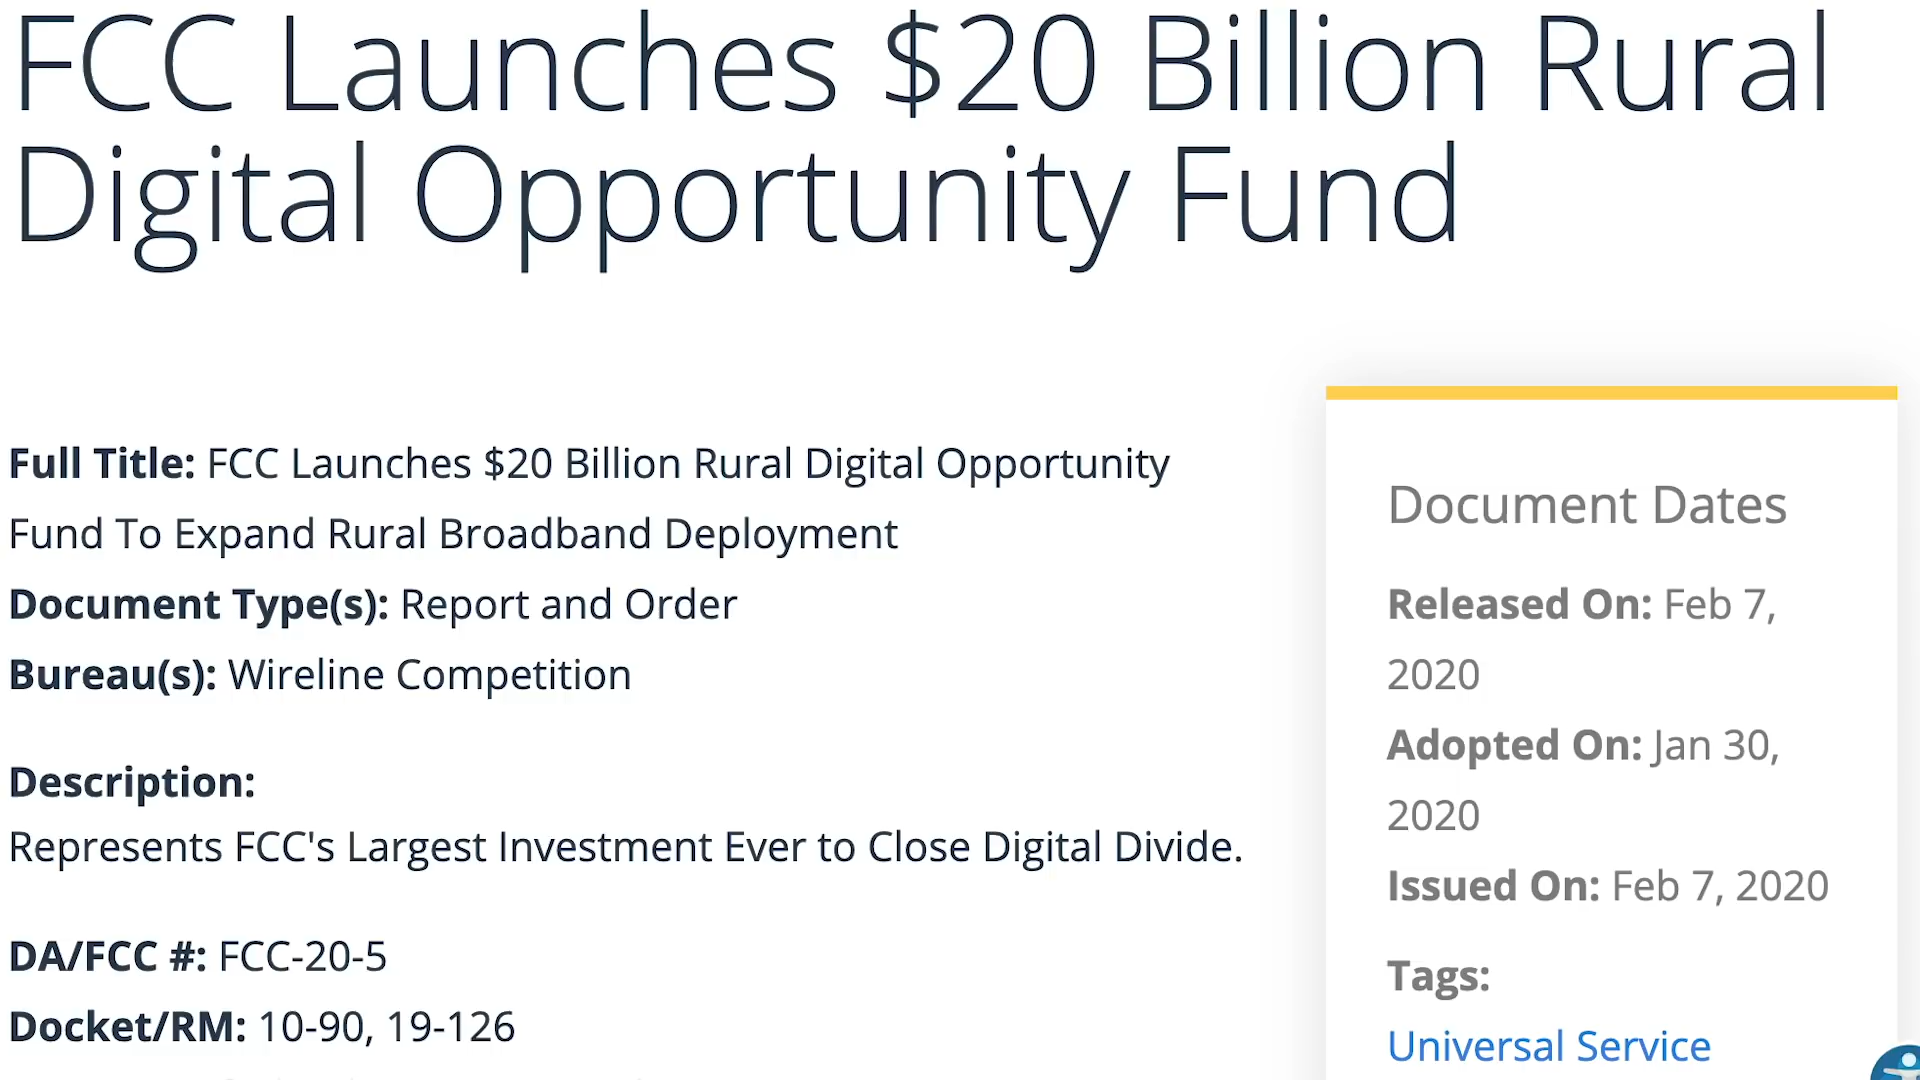 FCC Launches $20 Billion Rural
Digital Opportunity Fund
Full Title: FCC Launches $20 Billion Rural Digital Opportunity
Fund To Expand Rural Broadband Deployment
Document Type(s): Report and Order
Bureau(s): Wireline Competition
Description:
Represents FCC's Largest Investment Ever to Close Digital Divide.
DA/FCC #: FCC-20-5
Docket/RM: 10-90, 19-126
Document Dates
Released On: Feb 7,
2020
Adopted On: Jan 30,
2020
Issued On: Feb 7, 2020
Tags:
Universal Service